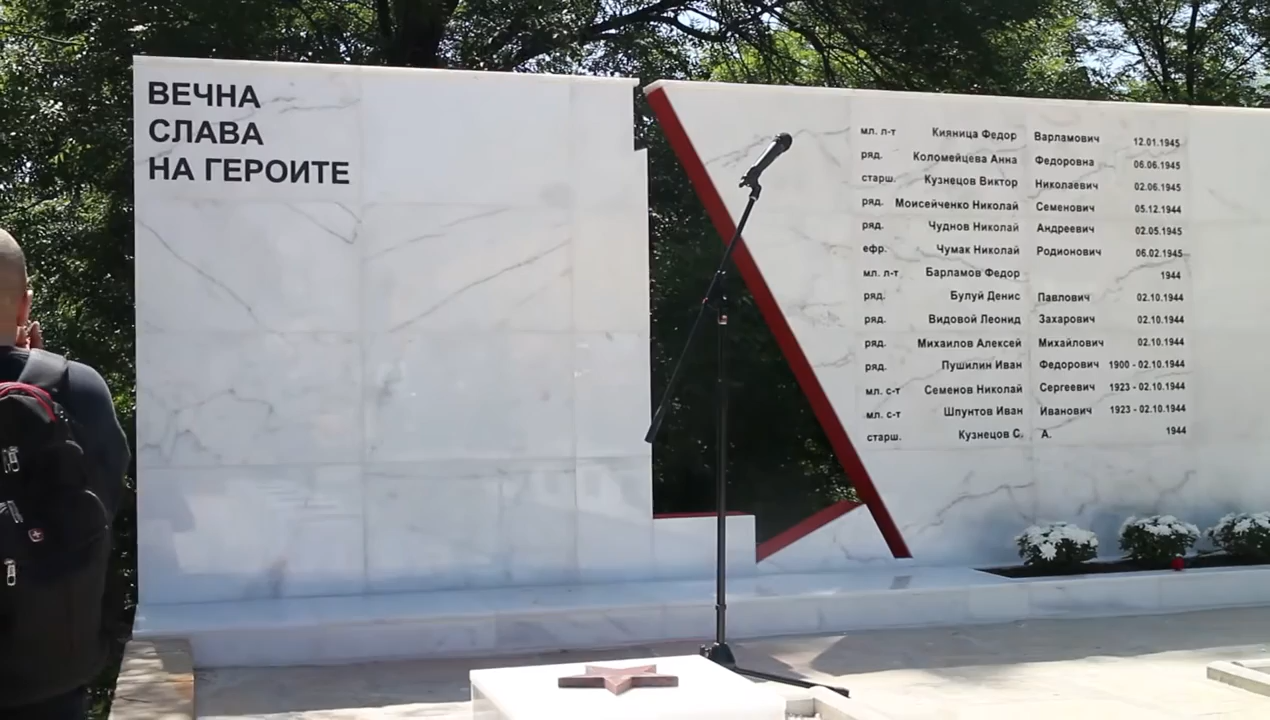 ВЕЧНА
СЛАВА
НА ГЕРОИТЕ
мл. л-т Кияница Федор Варламович 12.01.1945
ряд. Коломейцева Анна Федоровна 06.06.1945
старш. Кузнецов Виктор Николаевич 02.06.1945
ряд. Моисейченко Николай Семенович 05.12.1944
ряд. Чуднов Николай Андреевич 02.05.1945
ефр. Чумак Николай Родионович 06.02.1945
мл. л-т Барламов Федор 1944
ряд. Булуй Денис Павлович 02.10.1944
ряд. Видовой Леонид Захарович 02.10.1944
ряд. Михаилов Алексей Михайлович 02.10.1944
ряд. Пушилин Иван Федорович 1900 - 02.10.1944
мл. с-т Семенов Николай Сергеевич 1923 - 02.10.1944
мл. с-т Шпунтов Иван Иванович 1923 - 02.10.1944
старш. Кузнецов С. А. 1944